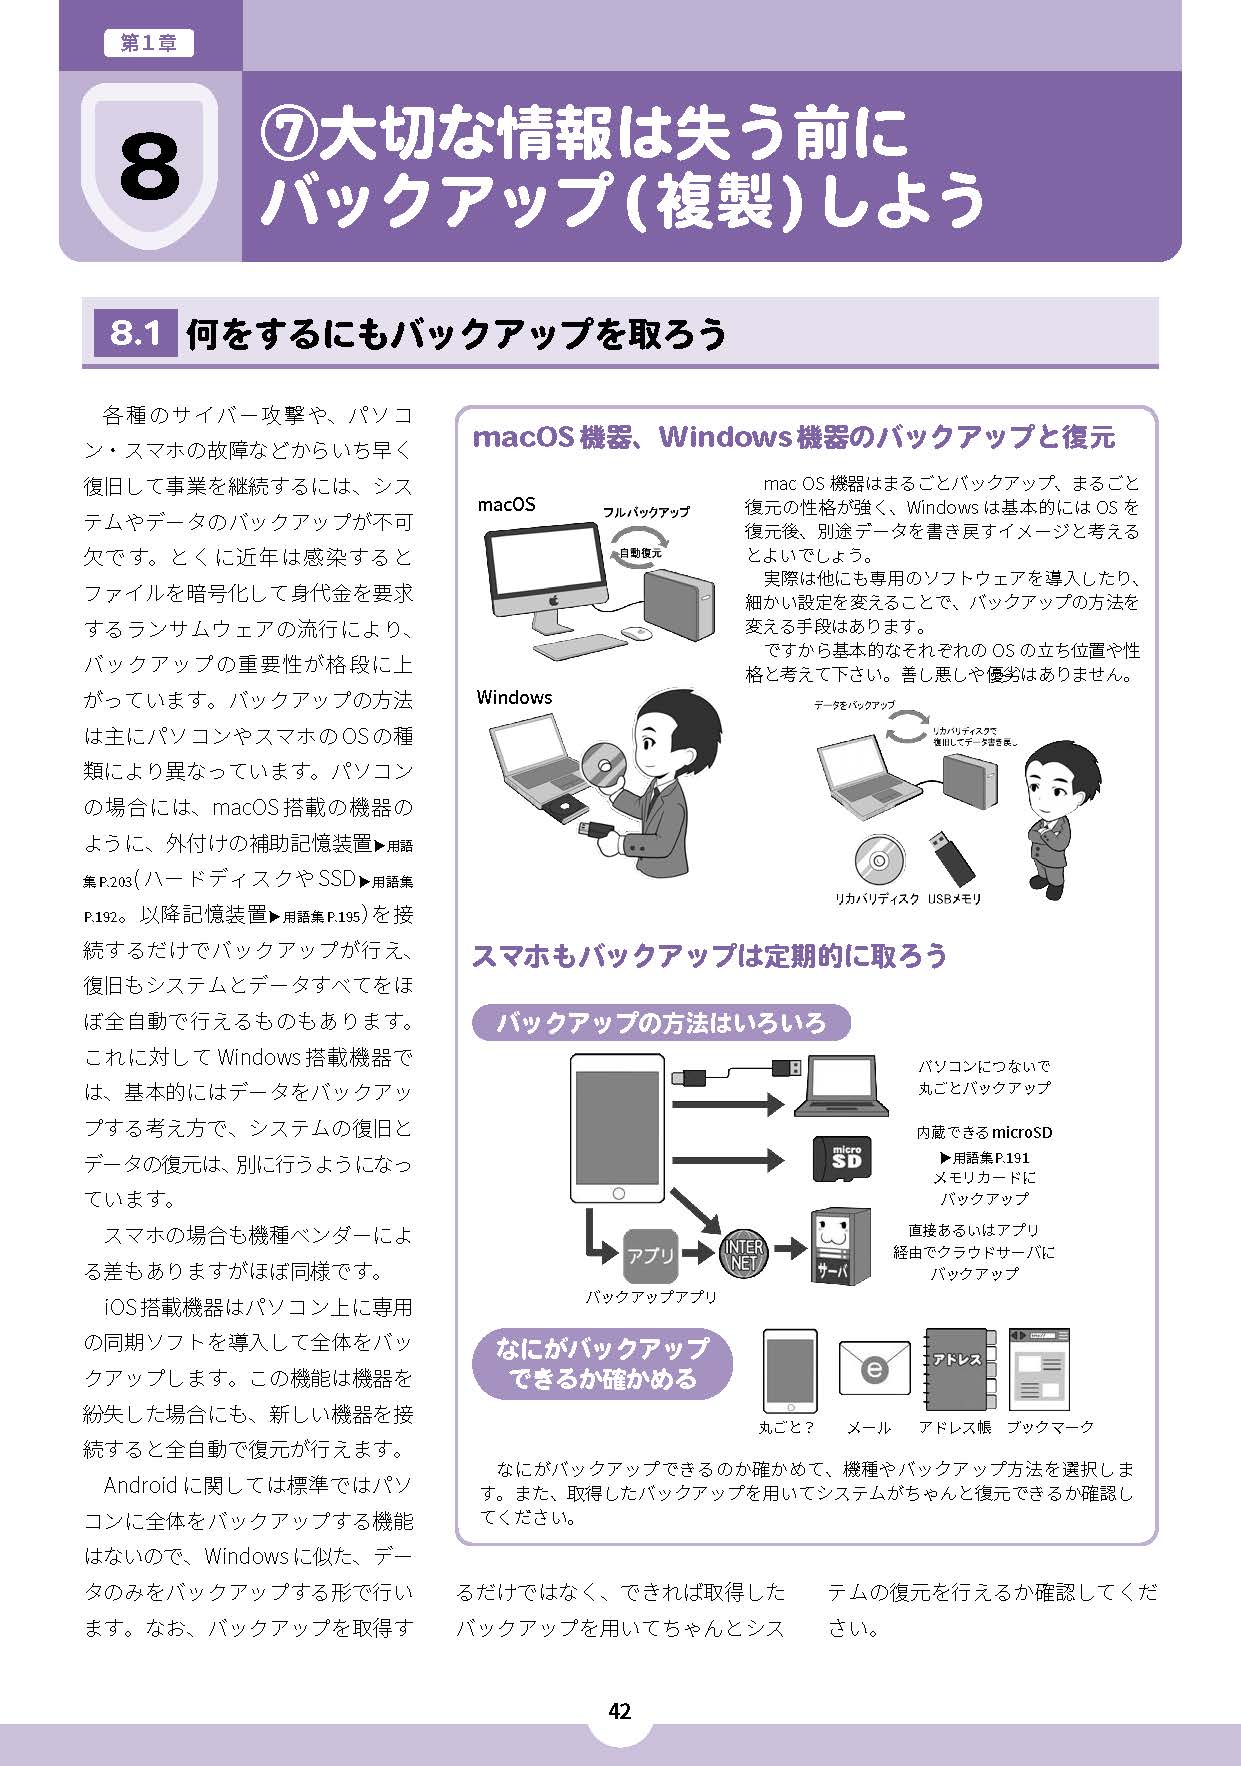 第1章
8
⑦大切な情報は失う前に
バックアップ(複製)しよう
8.1 何をするにもバックアップを取ろう
各種のサイバー攻撃や、パソコ
ン・スマホの故障などからいち早く
復旧して事業を継続するには、シス
テムやデータのバックアップが不可
欠です。とくに近年は感染すると
ファイルを暗号化して身代金を要求
するランサムウェアの流行により、
バックアップの重要性が格段に上
がっています。バックアップの方法
は主にパソコンやスマホのOSの種
類により異なっています。パソコン
の場合には、macOS搭載の機器の
ように、外付けの補助記憶装置▶用語
集P.203(ハードディスクやSSD▶用語集
P.192。以降記憶装置▶用語集P.195)を接
続するだけでバックアップが行え、
復旧もシステムとデータすべてをほ
ぼ全自動で行えるものもあります。
これに対してWindows搭載機器で
は、基本的にはデータをバックアッ
プする考え方で、システムの復旧と
データの復元は、別に行うようになっ
ています。
スマホの場合も機種ベンダーによ
る差もありますがほぼ同様です。
iOS搭載機器はパソコン上に専用
の同期ソフトを導入して全体をバッ
クアップします。この機能は機器を
紛失した場合にも、新しい機器を接
続すると全自動で復元が行えます。
Androidに関しては標準ではパソ
コンに全体をバックアップする機能
はないので、Windowsに似た、デー
タのみをバックアップする形で行い
ます。なお、バックアップを取得す
るだけではなく、できれば取得した
バックアップを用いてちゃんとシス
テムの復元を行えるか確認してくだ
さい。
macOS機器、Windows機器のバックアップと復元
macOS
フルバックアップ
自動復元
mac OS 機器はまるごとバックアップ、まるごと
復元の性格が強く、Windowsは基本的にはOSを
復元後、別途データを書き戻すイメージと考える
とよいでしょう。
実際は他にも専用のソフトウェアを導入したり、
細かい設定を変えることで、バックアップの方法を
変える手段はあります。
ですから基本的なそれぞれのOSの立ち位置や性
格と考えて下さい。善し悪しや優劣はありません。
Windows
データをバックアップ
リカバリディスクで
復旧してデータ書き戻し
リカバリディスク
USBメモリ
スマホもバックアップは定期的に取ろう
バックアップの方法はいろいろ
パソコンにつないで
丸ごとバックアップ
micro
SD
内蔵できるmicroSD
▶用語集P.191
メモリカードに
バックアップ
アプリ
INTER
NET
サーバ
直接あるいはアプリ
経由でクラウドサーバに
バックアップ
バックアップアプリ
なにがバックアップ
できるか確かめる
e
アドレス
http://
丸ごと?
メール
アドレス帳
ブックマーク
なにがバックアップできるのか確かめて、機種やバックアップ方法を選択しま
す。また、取得したバックアップを用いてシステムがちゃんと復元できるか確認し
てください。
42